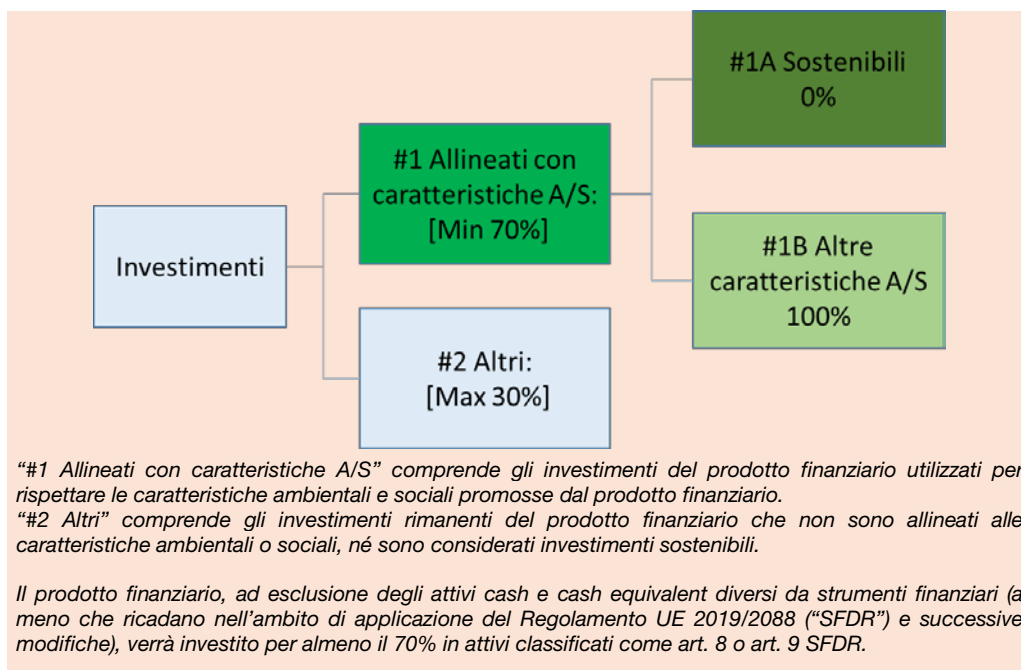 #1A Sostenibili
0%
#1 Allineati con
caratteristiche A/S:
[Min 70%]
Investimenti
#1B Altre
caratteristiche A/S
100%
#2 Altri:
[Max 30%]
“#1 Allineati con caratteristiche A/S” comprende gli investimenti del prodotto finanziario utilizzati per
rispettare le caratteristiche ambientali e sociali promosse dal prodotto finanziario.
“#2 Altri” comprende gli investimenti rimanenti del prodotto finanziario che non sono allineati alle
caratteristiche ambientali o sociali, né sono considerati investimenti sostenibili.
Il prodotto finanziario, ad esclusione degli attivi cash e cash equivalent diversi da strumenti finanziari (a
meno che ricadano nell’ambito di applicazione del Regolamento UE 2019/2088 (“SFDR”) e successive
modifiche), verrà investito per almeno il 70% in attivi classificati come art. 8 o art. 9 SFDR.